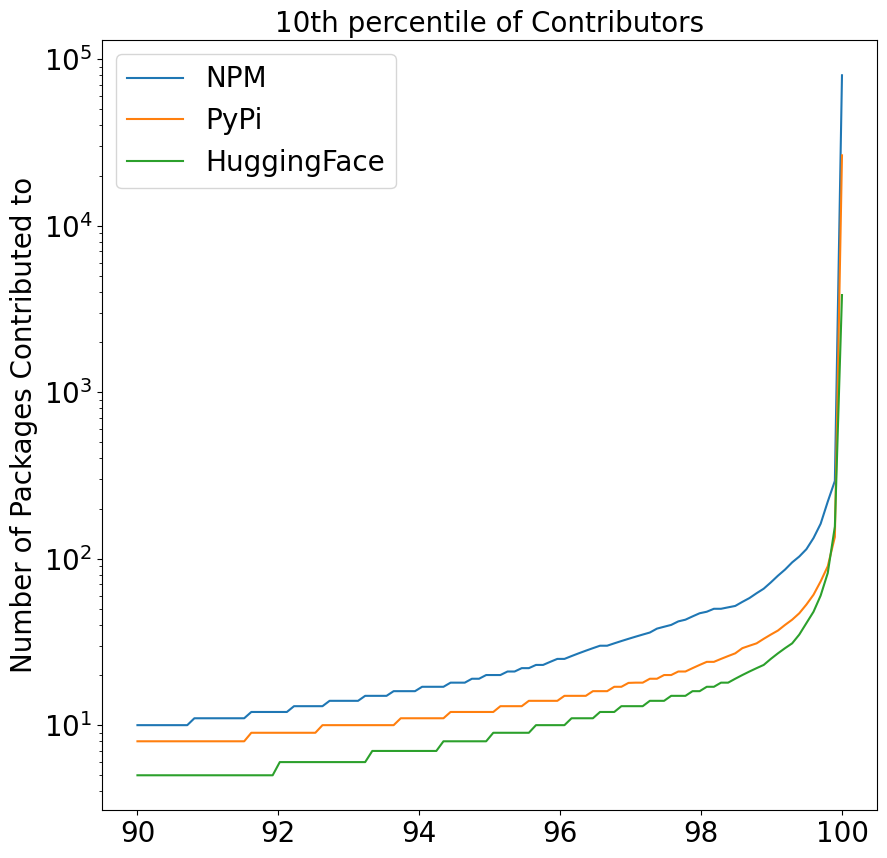 10th percentile of Contributors
Number of Packages Contributed to
10^5
10^4
10^3
10^2
10^1
NPM
PyPi
HuggingFace
90 92 94 96 98 100